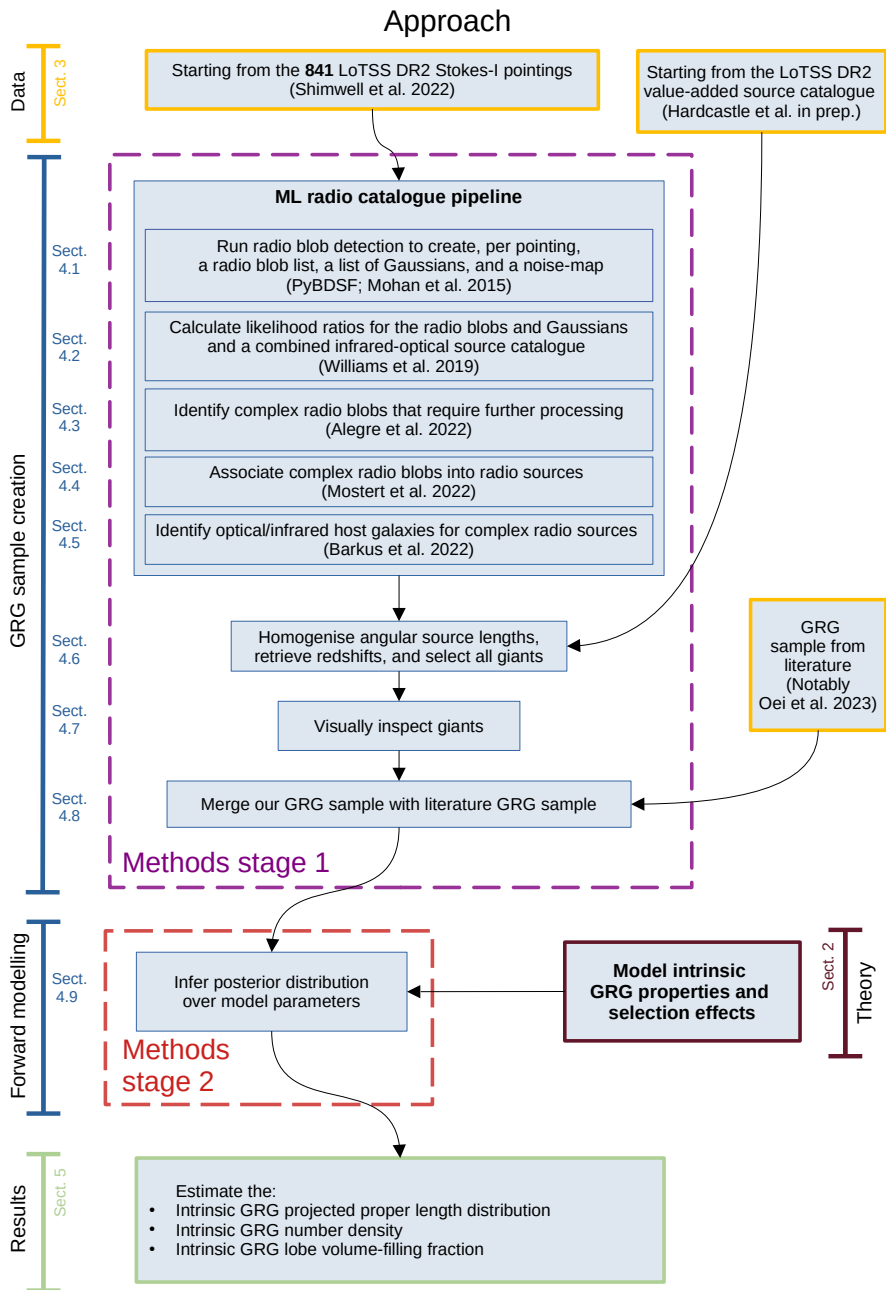 Approach
Data
Sect. 3
Starting from the 841 LoTSS DR2 Stokes-I pointings
(Shimwell et al. 2022)
Starting from the LoTSS DR2
value-added source catalogue
(Hardcastle et al. in prep.)
GRG sample creation
ML radio catalogue pipeline
Sect.
4.1
Run radio blob detection to create, per pointing,
a radio blob list, a list of Gaussians, and a noise-map
(PyBDSF; Mohan et al. 2015)
Sect.
4.2
Calculate likelihood ratios for the radio blobs and Gaussians
and a combined infrared-optical source catalogue
(Williams et al. 2019)
Sect.
4.3
Identify complex radio blobs that require further processing
(Alegre et al. 2022)
Sect.
4.4
Associate complex radio blobs into radio sources
(Mostert et al. 2022)
Sect.
4.5
Identify optical/infrared host galaxies for complex radio sources
(Barkus et al. 2022)
Sect.
4.6
Homogenise angular source lengths,
retrieve redshifts, and select all giants
GRG
sample from
literature
(Notably
Oei et al. 2023)
Sect.
4.7
Visually inspect giants
Sect.
4.8
Merge our GRG sample with literature GRG sample
Methods stage 1
Forward modelling
Sect.
4.9
Infer posterior distribution
over model parameters
Methods
stage 2
Model intrinsic
GRG properties and
selection effects
Sect. 2
Theory
Results
Sect. 5
Estimate the:
• Intrinsic GRG projected proper length distribution
• Intrinsic GRG number density
• Intrinsic GRG lobe volume-filling fraction